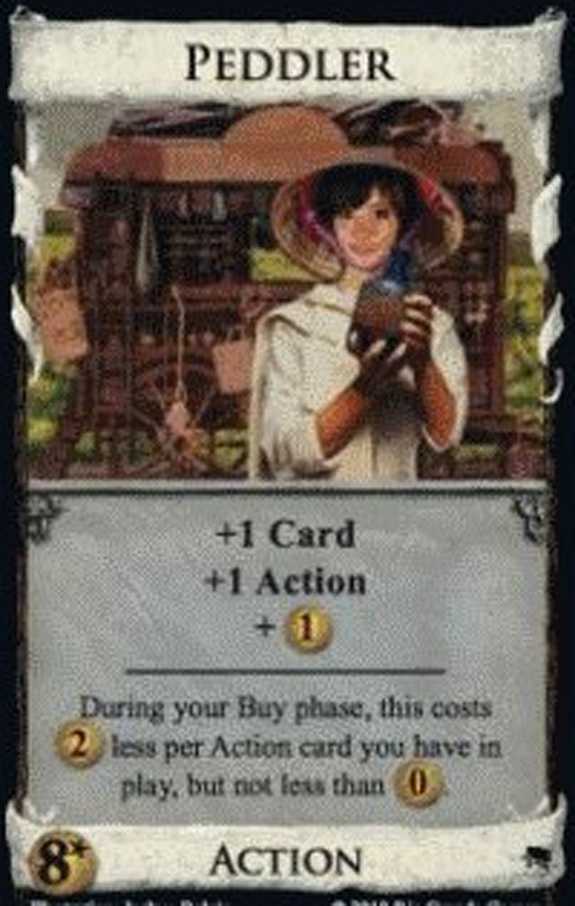 PEDDLER
+1 Card
+1 Action
+ 1
During your Buy phase, this costs
2 less per Action card you have in
play, but not less than 0.
8* ACTION